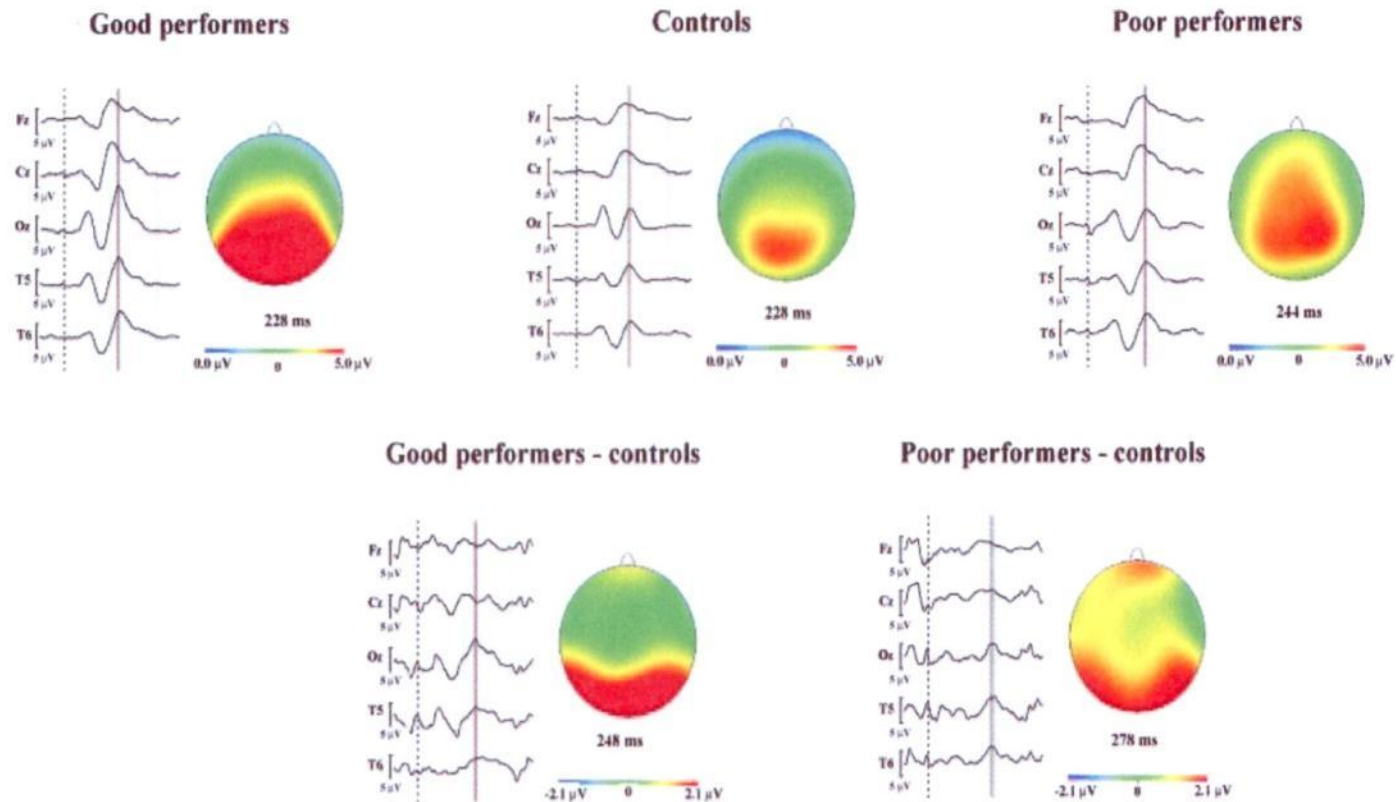 Good performers
Fz
5 µV
Cz
5 µV
Oz
5 µV
T5
5 µV
T6
5 µV
228 ms
0.0 µV 0 5.0 µV
Controls
Fz
5 µV
Cz
5 µV
Oz
5 µV
T5
5 µV
T6
5 µV
228 ms
0.0 µV 0 5.0 µV
Poor performers
Fz
5 µV
Cz
5 µV
Oz
5 µV
T5
5 µV
T6
5 µV
244 ms
0.0 µV 0 5.0 µV
Good performers - controls
Fz
5 µV
Cz
5 µV
Oz
5 µV
T5
5 µV
T6
5 µV
248 ms
-2.1 µV 0 2.1 µV
Poor performers - controls
Fz
5 µV
Cz
5 µV
Oz
5 µV
T5
5 µV
T6
5 µV
278 ms
-2.1 µV 0 2.1 µV